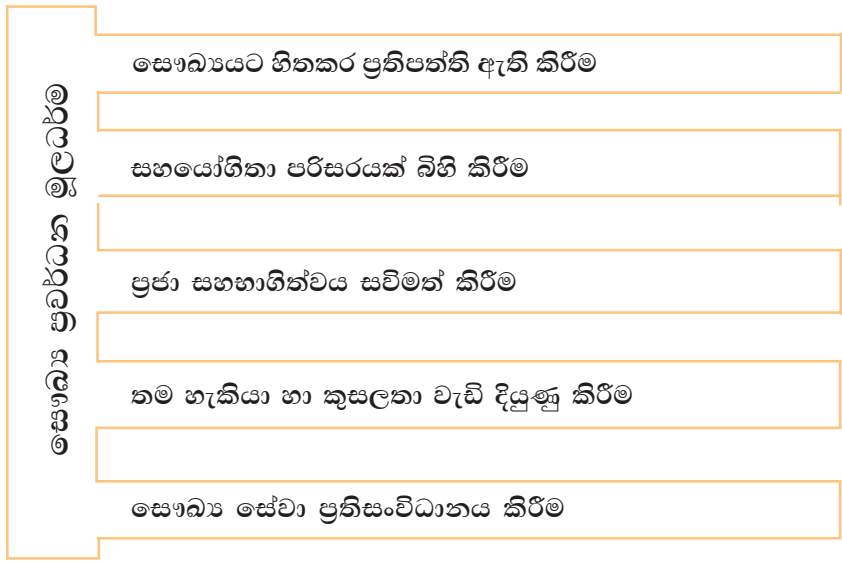 සෞඛ්‍ය ප්‍රවර්ධන මූලධර්ම
සෞඛ්‍යයට හිතකර ප්‍රතිපත්ති ඇති කිරීම
සහයෝගිතා පරිසරයක් බිහි කිරීම
ප්‍රජා සහභාගිත්වය සවිමත් කිරීම
තම හැකියා හා කුසලතා වැඩි දියුණු කිරීම
සෞඛ්‍ය සේවා ප්‍රතිසංවිධානය කිරීම